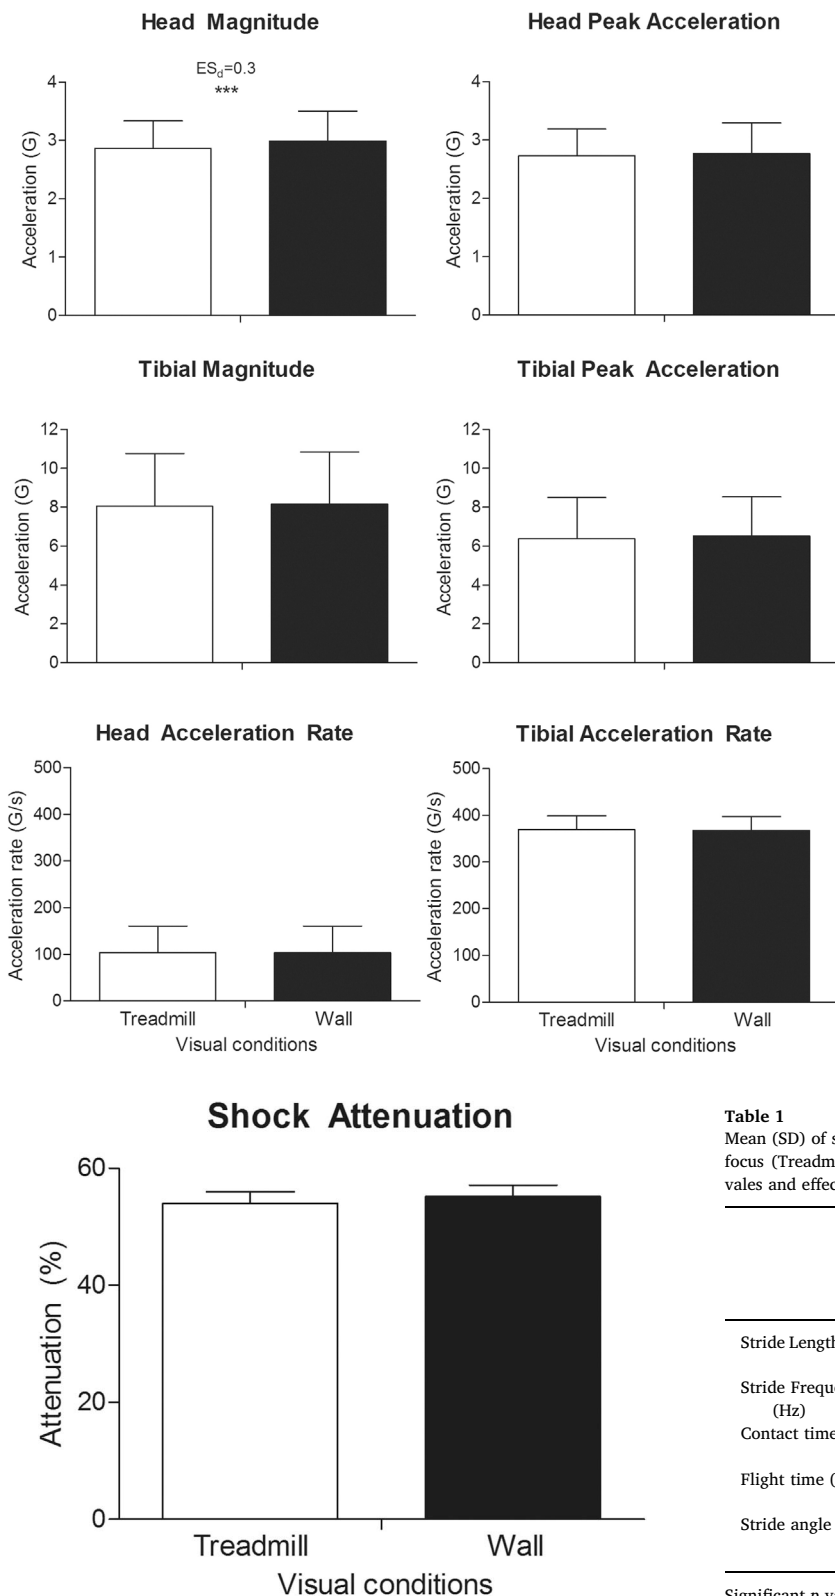 Head Magnitude
ES_d=0.3
***
Acceleration (G)
4
3
2
1
0
Head Peak Acceleration
Acceleration (G)
4
3
2
1
0
Tibial Magnitude
Acceleration (G)
12
10
8
6
4
2
0
Tibial Peak Acceleration
Acceleration (G)
12
10
8
6
4
2
0
Head Acceleration Rate
Acceleration rate (G/s)
500
400
300
200
100
0
Treadmill Wall
Visual conditions
Tibial Acceleration Rate
Acceleration rate (G/s)
500
400
300
200
100
0
Treadmill Wall
Visual conditions
Shock Attenuation
Attenuation (%)
60
40
20
0
Treadmill Wall
Visual conditions
Table 1
Mean (SD) of s
focus (Treadm
vales and effec
Stride Length
Stride Freque
(Hz)
Contact time
Flight time (
Stride angle